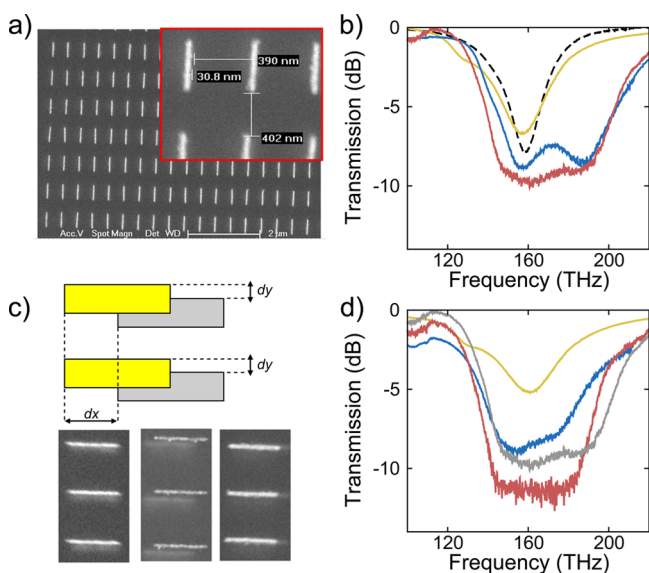 a)
390 nm
30.8 nm
402 nm
Acc.V Spot Magn Det WD 2 µm
b)
0
-5
-10
Transmission (dB)
120 160 200
Frequency (THz)
c)
dy
dy
dx
d)
0
-5
-10
Transmission (dB)
120 160 200
Frequency (THz)